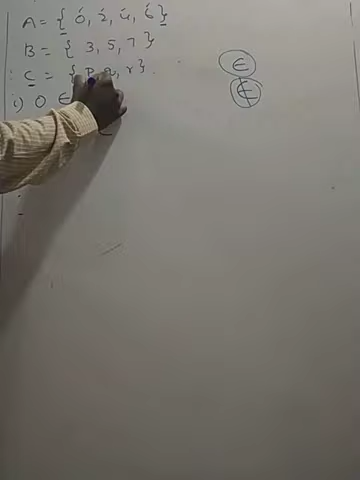 A = { 0, 2, 4, 6 }
B = { 3, 5, 7 }
C = { p, q, r }.
i) 0 ∈
∈
∉